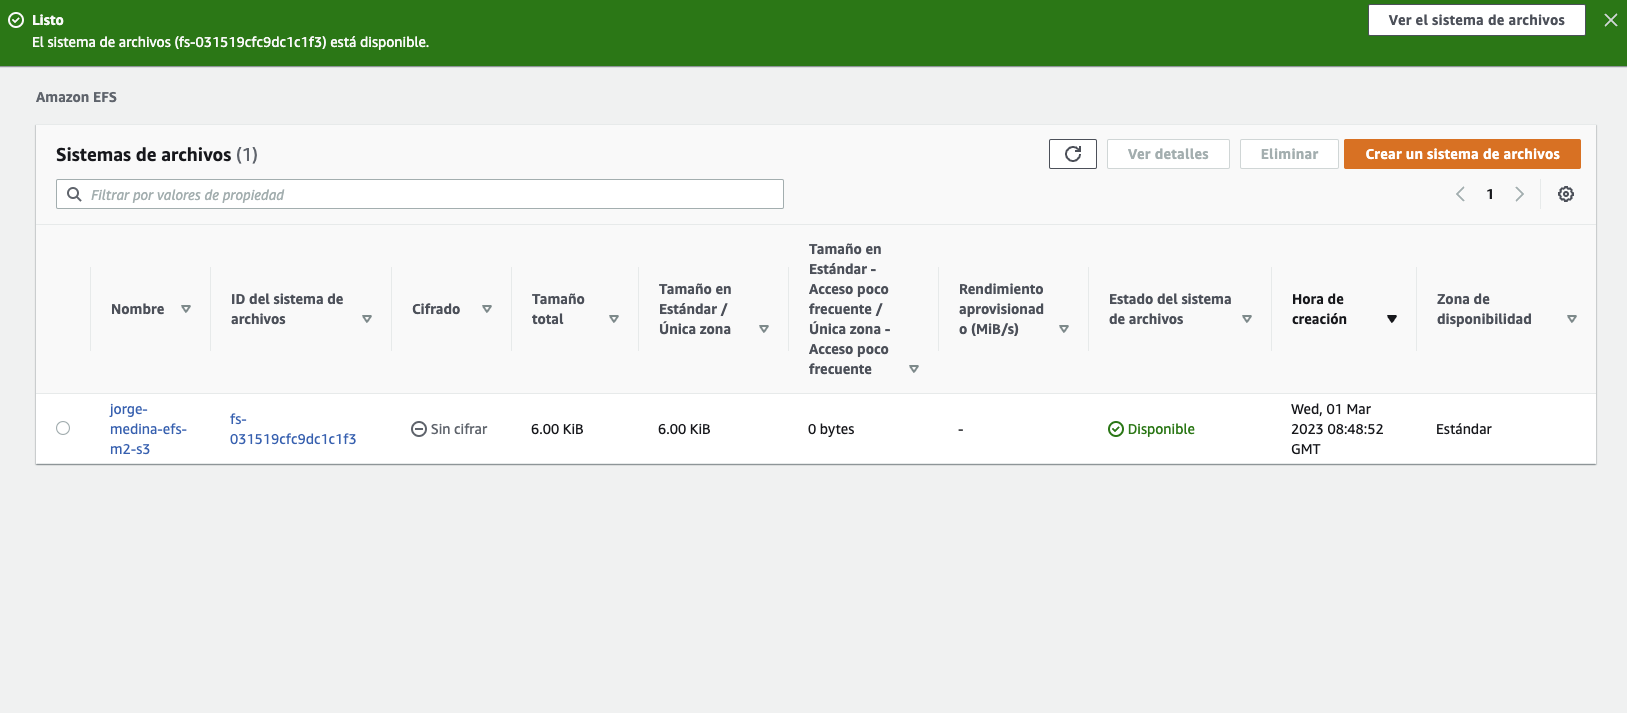 Listo
Ver el sistema de archivos
El sistema de archivos (fs-031519cfc9dc1c1f3) está disponible.
Amazon EFS
Sistemas de archivos (1)
Ver detalles
Eliminar
Crear un sistema de archivos
Filtrar por valores de propiedad
1
Nombre
ID del sistema de
archivos
Cifrado
Tamaño
total
Tamaño en
Estándar /
Única zona
Tamaño en
Estándar -
Acceso poco
frecuente /
Única zona -
Acceso poco
frecuente
Rendimiento
aprovisionad
o (MiB/s)
Estado del sistema
de archivos
Hora de
creación
Zona de
disponibilidad
jorge-
medina-efs-
m2-s3
fs-
031519cfc9dc1c1f3
Sin cifrar
6.00 KiB
6.00 KiB
0 bytes
-
Disponible
Wed, 01 Mar
2023 08:48:52
GMT
Estándar